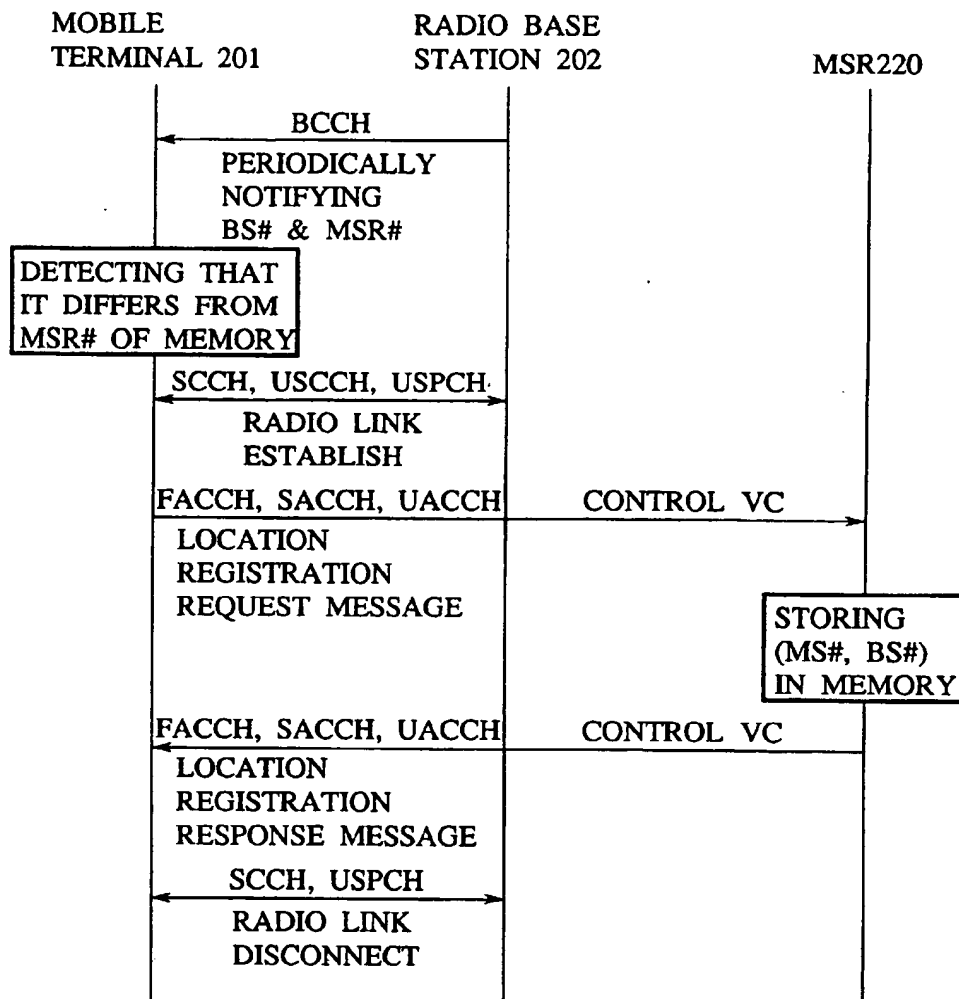 MOBILE
TERMINAL 201
RADIO BASE
STATION 202
MSR220
BCCH
PERIODICALLY
NOTIFYING
BS# & MSR#
DETECTING THAT
IT DIFFERS FROM
MSR# OF MEMORY
SCCH, USCCH, USPCH
RADIO LINK
ESTABLISH
FACCH, SACCH, UACCH
CONTROL VC
LOCATION
REGISTRATION
REQUEST MESSAGE
STORING
(MS#, BS#)
IN MEMORY
FACCH, SACCH, UACCH
CONTROL VC
LOCATION
REGISTRATION
RESPONSE MESSAGE
SCCH, USPCH
RADIO LINK
DISCONNECT